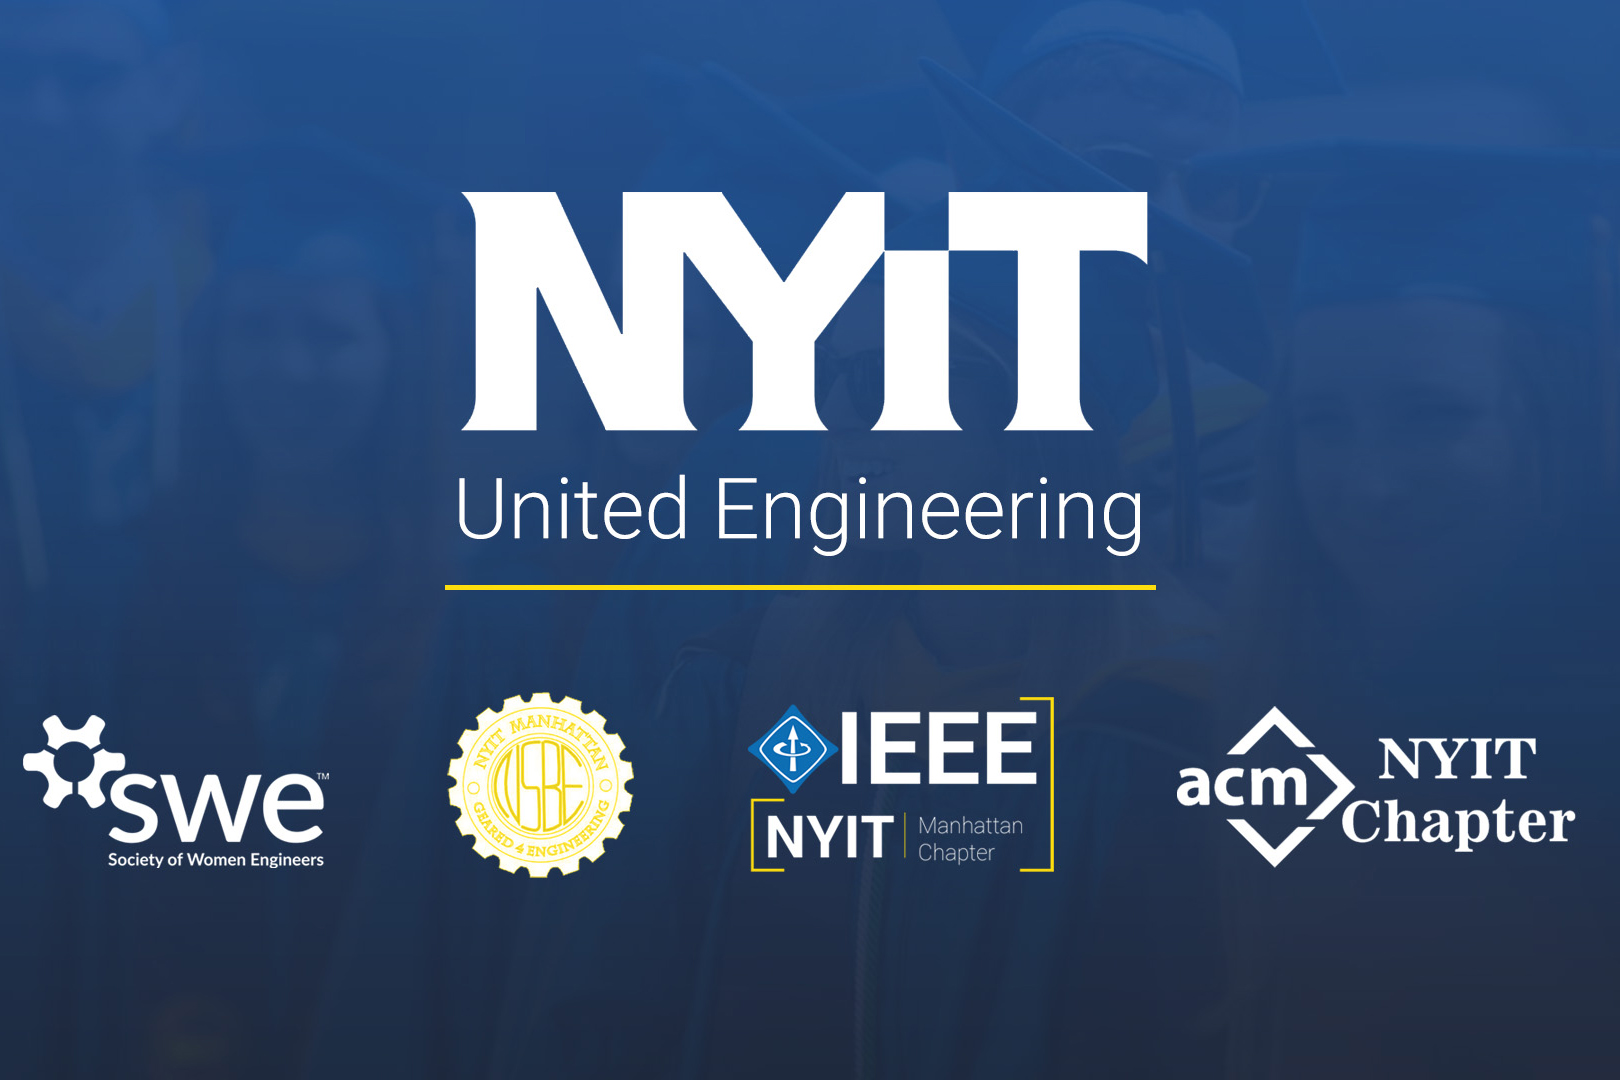 NYiT
United Engineering
swe™
Society of Women Engineers
NYIT MANHATTAN
NSBE
GEARED 4 ENGINEERING
IEEE
NYIT
Manhattan
Chapter
acm
NYIT
Chapter